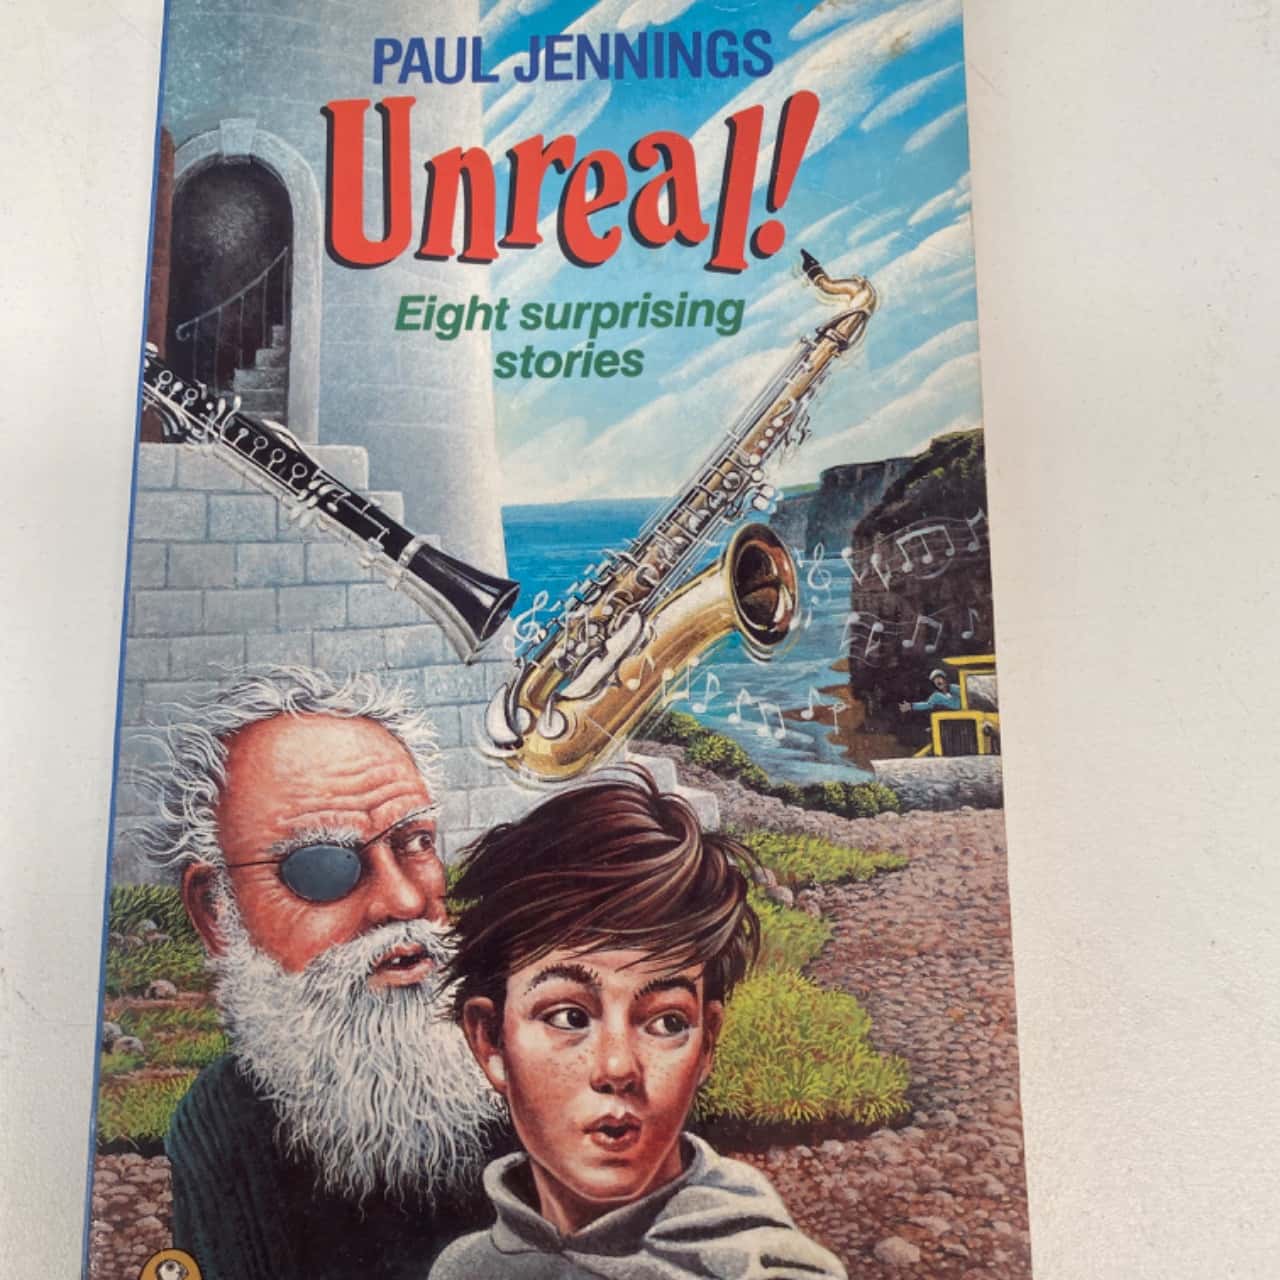 PAUL JENNINGS
Unreal!
Eight surprising
stories